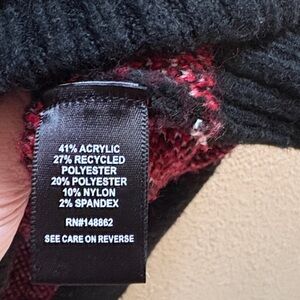 41% ACRYLIC
27% RECYCLED
POLYESTER
20% POLYESTER
10% NYLON
2% SPANDEX
RN#148862
SEE CARE ON REVERSE